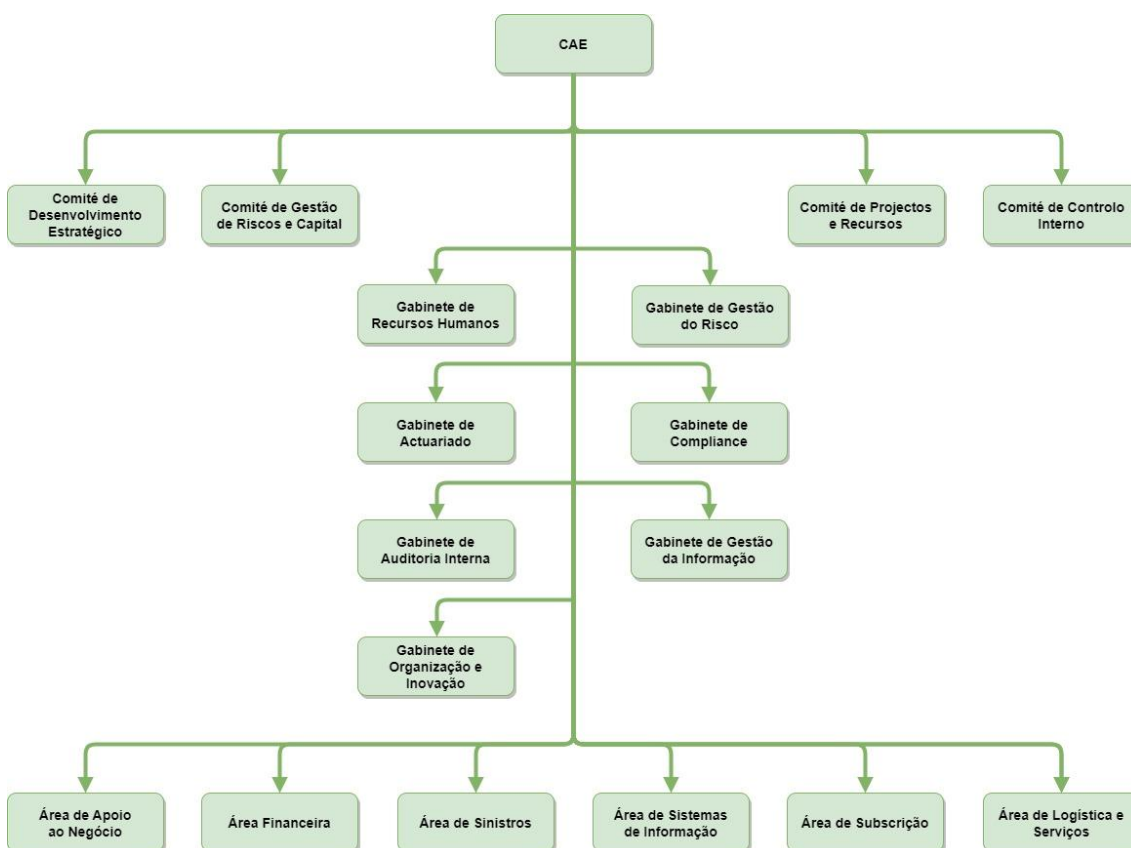 CAE
Comité de
Desenvolvimento
Estratégico
Comité de Gestão
de Riscos e Capital
Comité de Projectos
e Recursos
Comité de Controlo
Interno
Gabinete de
Recursos Humanos
Gabinete de Gestão
do Risco
Gabinete de
Actuariado
Gabinete de
Compliance
Gabinete de
Auditoria Interna
Gabinete de Gestão
da Informação
Gabinete de
Organização e
Inovação
Área de Apoio
ao Negócio
Área Financeira
Área de Sinistros
Área de Sistemas
de Informação
Área de Subscrição
Área de Logística e
Serviços